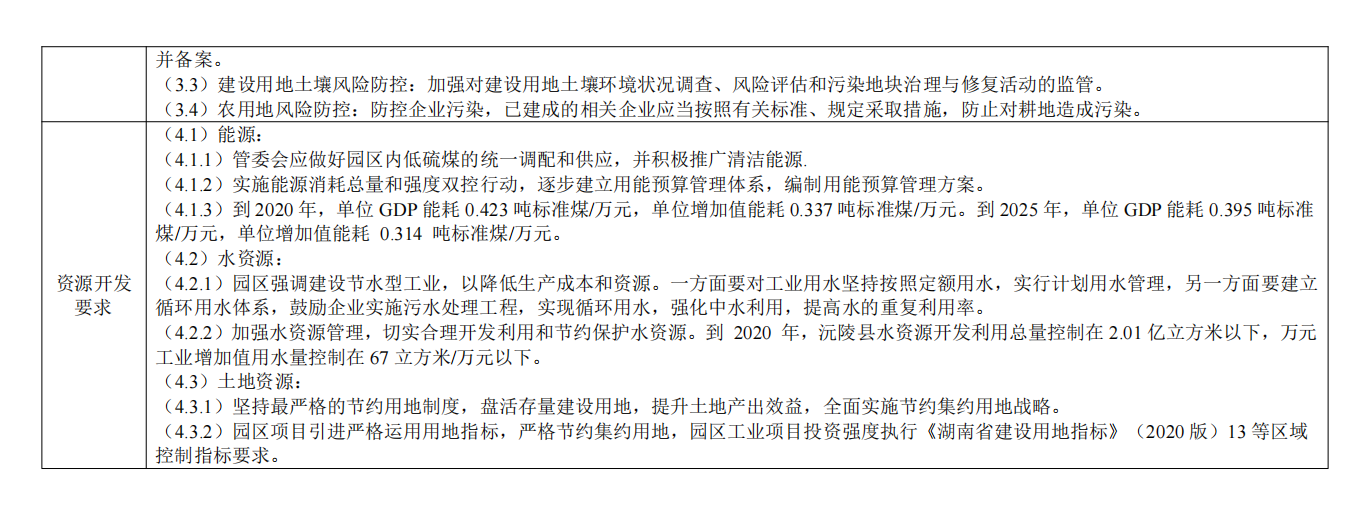 并备案。
（3.3）建设用地土壤风险防控：加强对建设用地土壤环境状况调查、风险评估和污染地块治理与修复活动的监管。
（3.4）农用地风险防控：防控企业污染，已建成的相关企业应当按照有关标准、规定采取措施，防止对耕地造成污染。
资源开发
要求
（4.1）能源：
（4.1.1）管委会应做好园区内低硫煤的统一调配和供应，并积极推广清洁能源.
（4.1.2）实施能源消耗总量和强度双控行动，逐步建立用能预算管理体系，编制用能预算管理方案。
（4.1.3）到 2020 年，单位 GDP 能耗 0.423 吨标准煤/万元，单位增加值能耗 0.337 吨标准煤/万元。到 2025 年，单位 GDP 能耗 0.395 吨标准
煤/万元，单位增加值能耗 0.314 吨标准煤/万元。
（4.2）水资源：
（4.2.1）园区强调建设节水型工业，以降低生产成本和资源。一方面要对工业用水坚持按照定额用水，实行计划用水管理，另一方面要建立
循环用水体系，鼓励企业实施污水处理工程，实现循环用水，强化中水利用，提高水的重复利用率。
（4.2.2）加强水资源管理，切实合理开发利用和节约保护水资源。到 2020 年，沅陵县水资源开发利用总量控制在 2.01 亿立方米以下，万元
工业增加值用水量控制在 67 立方米/万元以下。
（4.3）土地资源：
（4.3.1）坚持最严格的节约用地制度，盘活存量建设用地，提升土地产出效益，全面实施节约集约用地战略。
（4.3.2）园区项目引进严格运用用地指标，严格节约集约用地，园区工业项目投资强度执行《湖南省建设用地指标》（2020 版）13 等区域
控制指标要求。